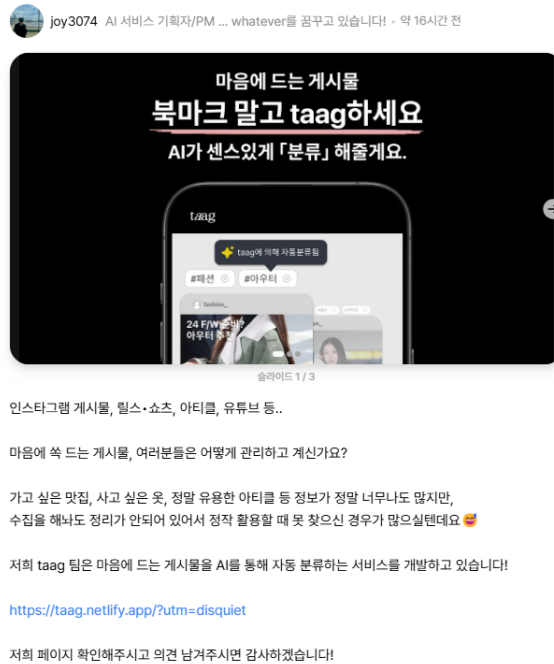 joy3074 AI 서비스 기획자/PM ... whatever를 꿈꾸고 있습니다! • 약 16시간 전
마음에 드는 게시물
북마크 말고 taag하세요
AI가 센스있게 「분류」 해줄게요.
taag
taag에 의해 자동분류됨
#패션
#아우터
fashion_
24 F/W 준비?
아우터 추천
슬라이드 1 / 3
인스타그램 게시물, 릴스•쇼츠, 아티클, 유튜브 등..
마음에 쏙 드는 게시물, 여러분들은 어떻게 관리하고 계신가요?
가고 싶은 맛집, 사고 싶은 옷, 정말 유용한 아티클 등 정보가 정말 너무나도 많지만,
수집을 해놔도 정리가 안되어 있어서 정작 활용할 때 못 찾으신 경우가 많으실텐데요😅
저희 taag 팀은 마음에 드는 게시물을 AI를 통해 자동 분류하는 서비스를 개발하고 있습니다!
https://taag.netlify.app/?utm=disquiet
저희 페이지 확인해주시고 의견 남겨주시면 감사하겠습니다!